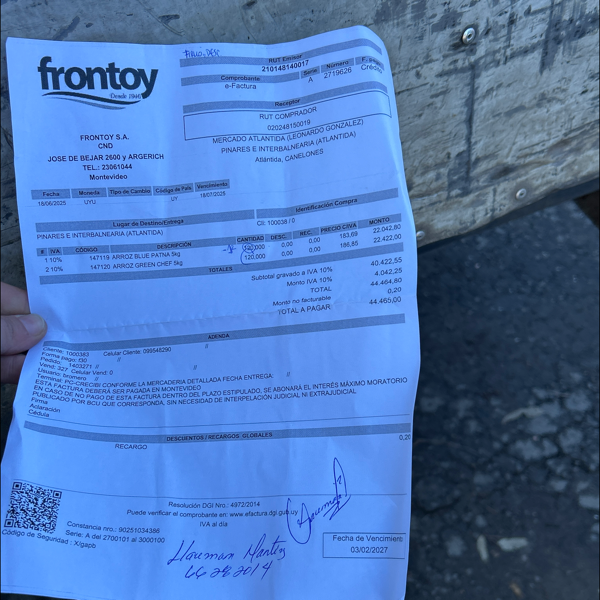 frontoy
Desde 1940
FRONTOY S.A.
CND
JOSE DE BEJAR 2600 y ARGERICH
TEL.: 23061044
Montevideo
RUT Emisor
210148140017
Comprobante: Serie Número
e-Factura A 2719626 Crédito
Receptor
RUT COMPRADOR
020248150019
MERCADO ATLANTIDA (LEONARDO GONZALEZ)
PINARES E INTERBALNEARIA (ATLANTIDA)
Atlántida, CANELONES
Fecha Moneda Tipo de Cambio Código de País Vencimiento
18/06/2025 UYU UY 18/07/2025
Lugar de Destino/Entrega Identificación Compra
PINARES E INTERBALNEARIA (ATLANTIDA) CII: 100038 / 0
# IVA CÓDIGO DESCRIPCIÓN CANTIDAD DESC. REC. PRECIO C/IVA MONTO
1 10% 147119 ARROZ BLUE PATNA 5kg 120,000 0,00 0,00 183,69 22.042,80
2 10% 147120 ARROZ GREEN CHEF 5kg 120,000 0,00 0,00 186,85 22.422,00
TOTALES
Subtotal gravado a IVA 10% 40.422,55
Monto IVA 10% 4.042,25
TOTAL 44.464,80
Monto no facturable 0,20
TOTAL A PAGAR 44.465,00
ADENDA
Cliente: 1000383 Celular Cliente: 099548290 //
Forma pago: f30 //
Pedido: 1403271 //
Vend: 327 Celular Vend: 0 //
Usuario: bromero //
Terminal: PC-CRECIBI CONFORME LA MERCADERIA DETALLADA FECHA ENTREGA: //
ESTA FACTURA DEBERÁ SER PAGADA EN MONTEVIDEO
EN CASO DE NO PAGO DE ESTA FACTURA DENTRO DEL PLAZO ESTIPULADO, SE ABONARÁ EL INTERÉS MÁXIMO MORATORIO
PUBLICADO POR BCU QUE CORRESPONDA, SIN NECESIDAD DE INTERPELACIÓN JUDICIAL NI EXTRAJUDICIAL
Firma
Aclaración
Cédula
DESCUENTOS / RECARGOS GLOBALES
RECARGO 0,20
Resolución DGI Nro.: 4972/2014
Puede verificar el comprobante en: www.efactura.dgi.gub.uy
IVA al día
Constancia nro.: 90251034386
Serie: A del 2700101 al 3000100
Código de Seguridad : X/gapb
Fecha de Vencimiento
03/02/2027